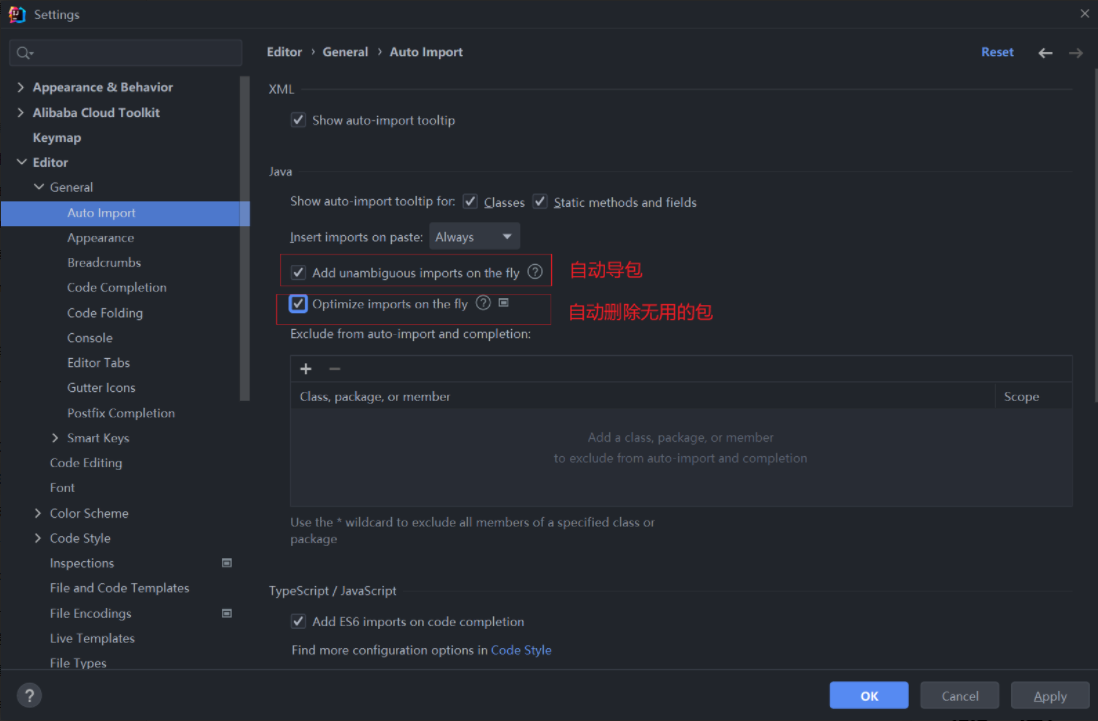 Settings
Editor › General › Auto Import
Reset
Appearance & Behavior
Alibaba Cloud Toolkit
Keymap
Editor
General
Auto Import
Appearance
Breadcrumbs
Code Completion
Code Folding
Console
Editor Tabs
Gutter Icons
Postfix Completion
Smart Keys
Code Editing
Font
Color Scheme
Code Style
Inspections
File and Code Templates
File Encodings
Live Templates
File Types
XML
Show auto-import tooltip
Java
Show auto-import tooltip for: Classes Static methods and fields
Insert imports on paste: Always
Add unambiguous imports on the fly ? 自动导包
Optimize imports on the fly ? 自动删除无用的包
Exclude from auto-import and completion:
+ −
Class, package, or member Scope
Add a class, package, or member
to exclude from auto-import and completion
Use the * wildcard to exclude all members of a specified class or
package
TypeScript / JavaScript
Add ES6 imports on code completion
Find more configuration options in Code Style
? OK Cancel Apply